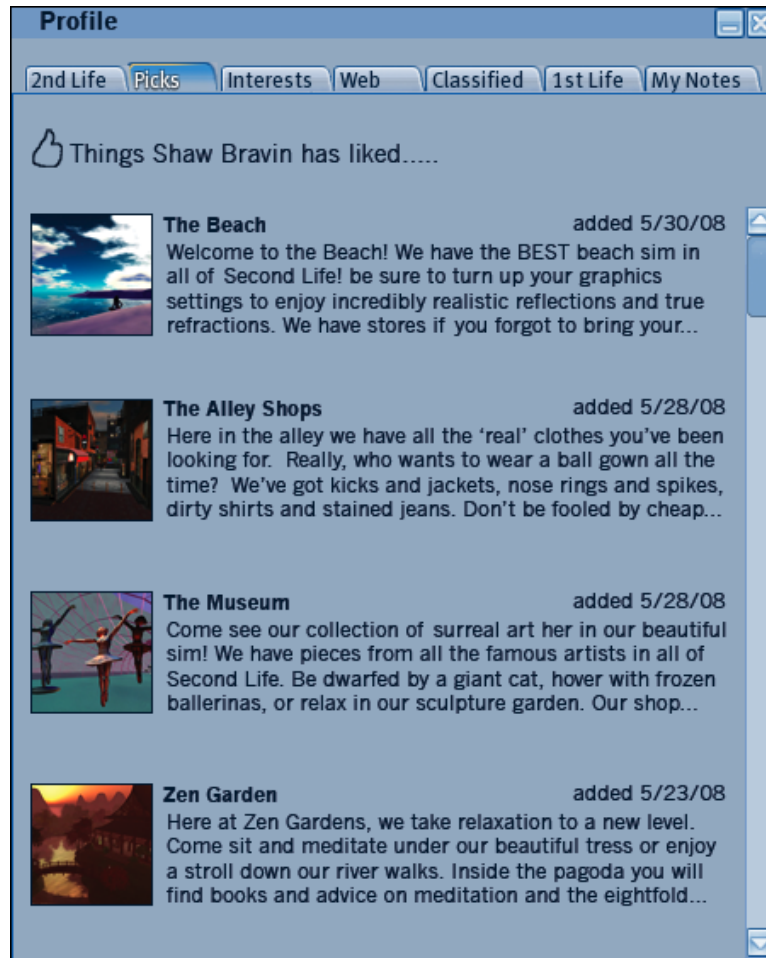 Profile
2nd Life Picks Interests Web Classified 1st Life My Notes
Things Shaw Bravin has liked.....
The Beach added 5/30/08
Welcome to the Beach! We have the BEST beach sim in
all of Second Life! be sure to turn up your graphics
settings to enjoy incredibly realistic reflections and true
refractions. We have stores if you forgot to bring your...
The Alley Shops added 5/28/08
Here in the alley we have all the ‘real’ clothes you’ve been
looking for. Really, who wants to wear a ball gown all the
time? We’ve got kicks and jackets, nose rings and spikes,
dirty shirts and stained jeans. Don’t be fooled by cheap...
The Museum added 5/28/08
Come see our collection of surreal art her in our beautiful
sim! We have pieces from all the famous artists in all of
Second Life. Be dwarfed by a giant cat, hover with frozen
ballerinas, or relax in our sculpture garden. Our shop...
Zen Garden added 5/23/08
Here at Zen Gardens, we take relaxation to a new level.
Come sit and meditate under our beautiful tress or enjoy
a stroll down our river walks. Inside the pagoda you will
find books and advice on meditation and the eightfold...